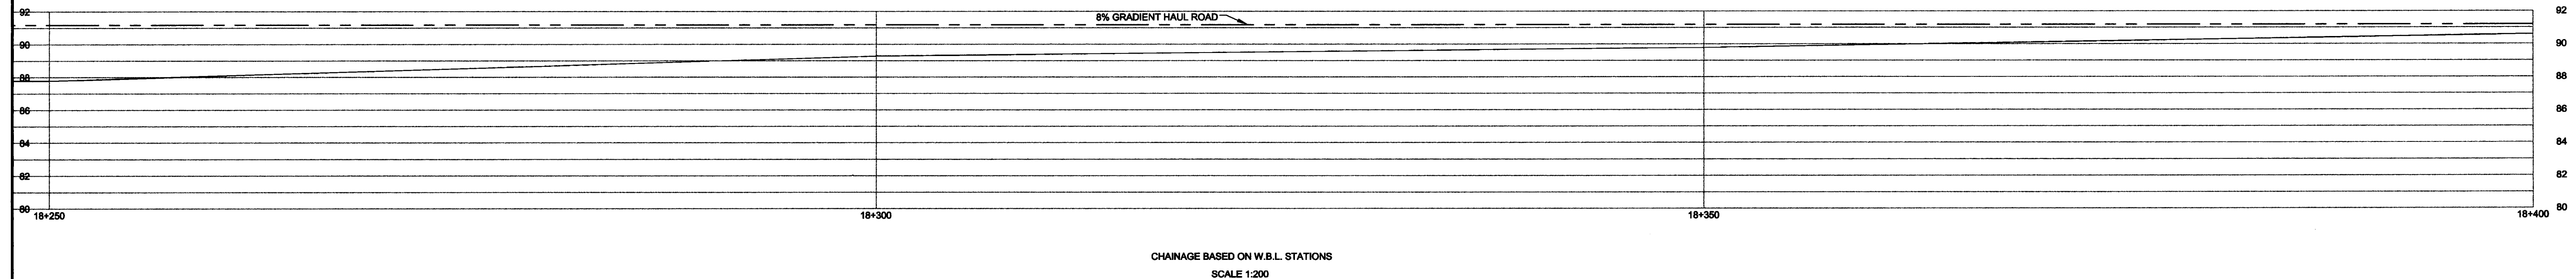 92 92
8% GRADIENT HAUL ROAD
90 90
88 88
86 86
84 84
82 82
80 80
18+250 18+300 18+350 18+400
CHAINAGE BASED ON W.B.L. STATIONS
SCALE 1:200